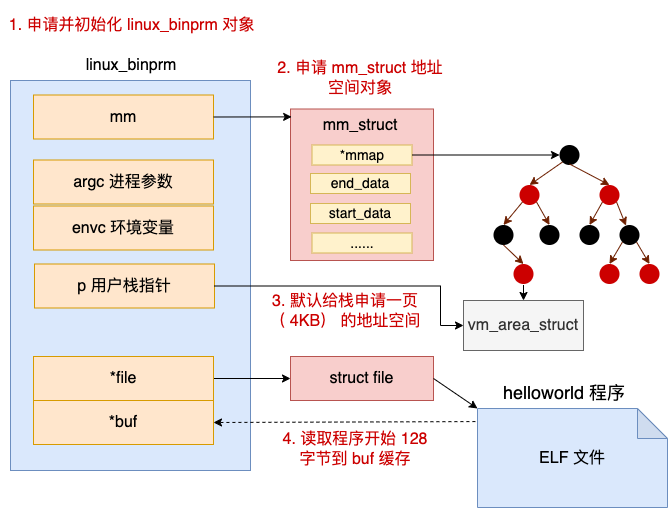 1. 申请并初始化 linux_binprm 对象
linux_binprm
2. 申请 mm_struct 地址
空间对象
mm
mm_struct
*mmap
end_data
start_data
......
argc 进程参数
envc 环境变量
p 用户栈指针
3. 默认给栈申请一页
（ 4KB） 的地址空间
vm_area_struct
*file
struct file
helloworld 程序
*buf
4. 读取程序开始 128
字节到 buf 缓存
ELF 文件